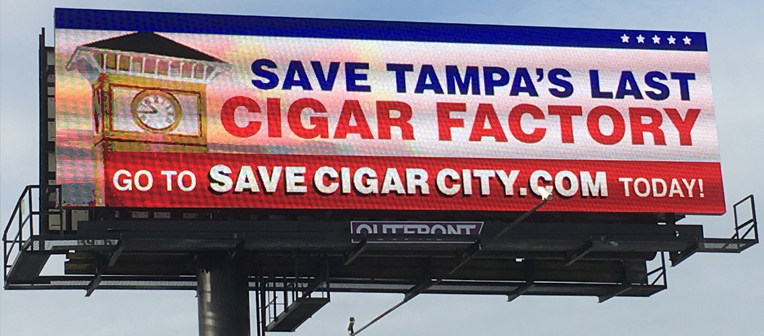 SAVE TAMPA'S LAST
CIGAR FACTORY
GO TO SAVE CIGAR CITY.COM TODAY!
OUTFRONT